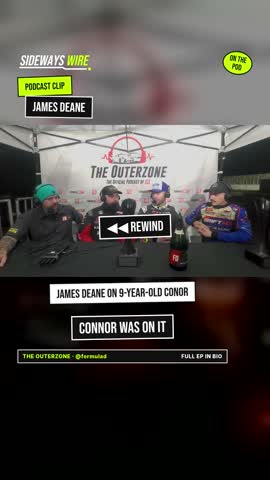 SIDEWAYS WIRE.
ON THE
POD
PODCAST CLIP
JAMES DEANE
THE OUTERZONE
THE OFFICIAL PODCAST OF
REWIND
JAMES DEANE ON 9-YEAR-OLD CONOR
CONNOR WAS ON IT
THE OUTERZONE · @formulad
FULL EP IN BIO